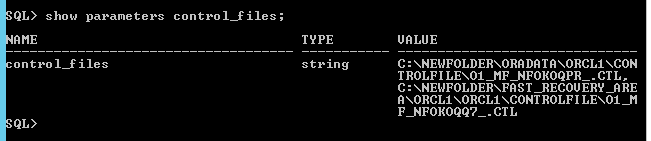 SQL> show parameters control_files;
NAME TYPE VALUE
------------------------------------ ----------- ------------------------------
control_files string C:\NEWFOLDER\ORADATA\ORCL1\CON
TROLFILE\O1_MF_NFOKOQPR_.CTL,
C:\NEWFOLDER\FAST_RECOVERY_ARE
A\ORCL1\ORCL1\CONTROLFILE\O1_M
F_NFOKOQQ7_.CTL
SQL>